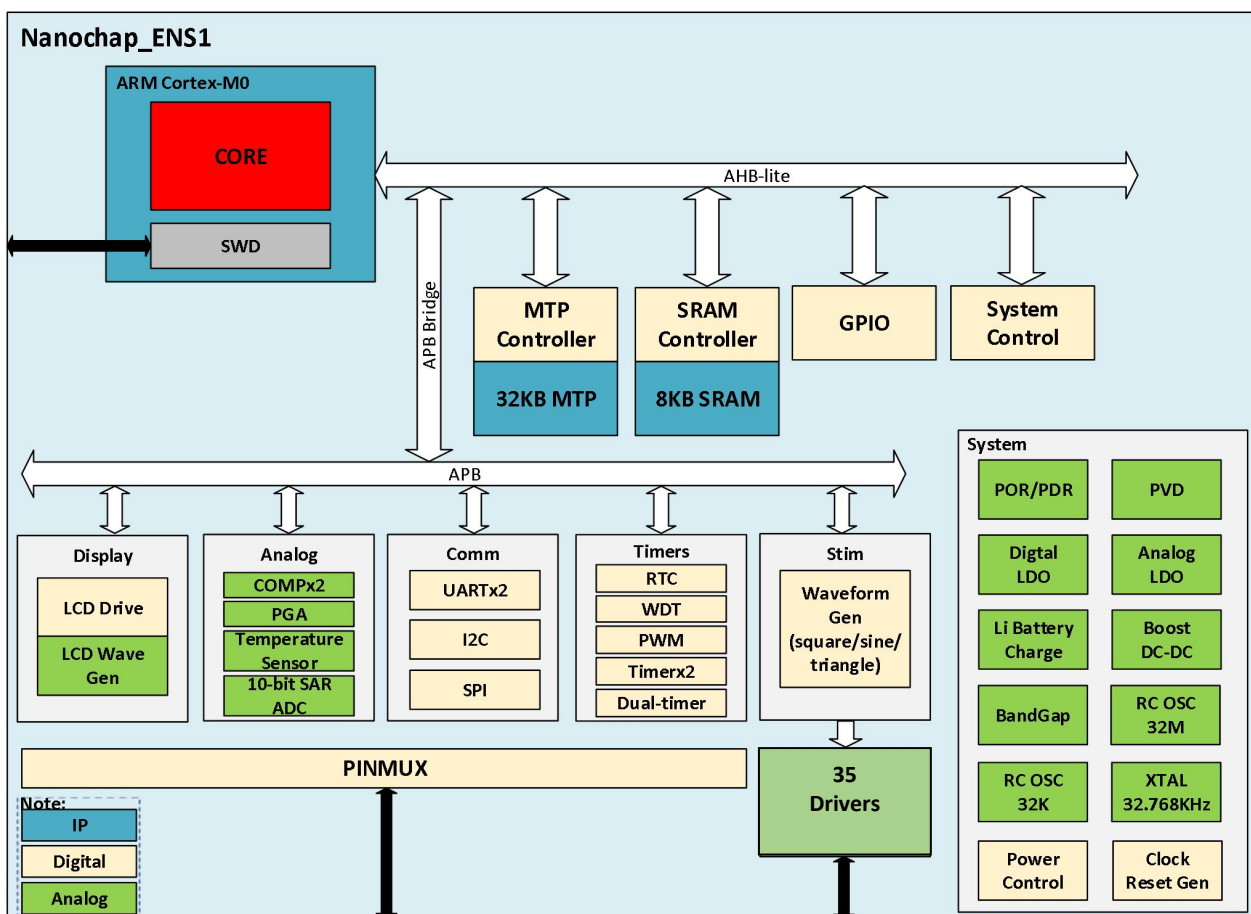 Nanochap_ENS1
ARM Cortex-M0
CORE
SWD
AHB-lite
APB Bridge
MTP
Controller
32KB MTP
SRAM
Controller
8KB SRAM
GPIO
System
Control
APB
Display
LCD Drive
LCD Wave
Gen
Analog
COMPx2
PGA
Temperature
Sensor
10-bit SAR
ADC
Comm
UARTx2
I2C
SPI
Timers
RTC
WDT
PWM
Timerx2
Dual-timer
Stim
Waveform
Gen
(square/sine/
triangle)
System
POR/PDR
PVD
Digtal
LDO
Analog
LDO
Li Battery
Charge
Boost
DC-DC
BandGap
RC OSC
32M
RC OSC
32K
XTAL
32.768KHz
Power
Control
Clock
Reset Gen
PINMUX
35
Drivers
Note:
IP
Digital
Analog